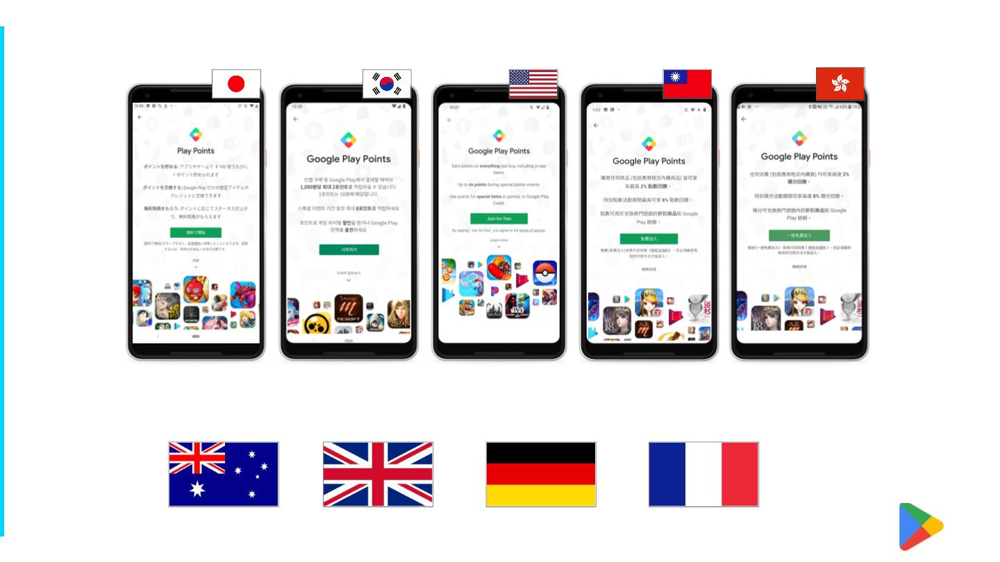 12:49
Play Points
ポイントを貯める: アプリやゲームで ￥100 使うたびに
1 ポイント貯められます
ポイントを交換する: Google Play だけの限定アイテムや
クレジットと交換できます
無料特典をもらう: ポイントに応じてステータスが上が
り、無料特典がもらえます
無料で開始
詳細
12:30
Google Play Points
인앱 구매 등 Google Play에서 결제할 때마다
1,000원당 최대 2포인트를 적립하실 수 있습니다.
1포인트는 10원에 해당합니다.
스페셜 이벤트 기간 동안 최대 8포인트를 적립하세요
포인트로 게임 아이템 할인을 받거나 Google Play
잔액을 충전하세요
시작하기
자세히 알아보기
NCSOFT
10:27
Google Play Points
Earn points on everything you buy, including in-app
items.
Up to 4x points during special points events.
Use points for special items in games, or Google Play
Credit.
Join for free
By tapping "Join for free", you agree to the terms of service.
Learn more
STAR WARS
1:02
Google Play Points
購買任何商品 (包括應用程式內購商品) 皆可享
有最高 2% 點數回饋。
特別點數活動期間最高可享 8% 點數回饋。
點數可用於兌換熱門遊戲的折扣商品和 Google
Play 餘額。
免費加入
瞭解詳情
Google Play Points
任何消費 (包括應用程式內購買) 均可享高達 2%
積分回贈。
特別積分活動期間可享高達 8% 積分回贈。
積分可兌換熱門遊戲內的折扣商品和 Google
Play 餘額。
一按免費加入
瞭解詳情